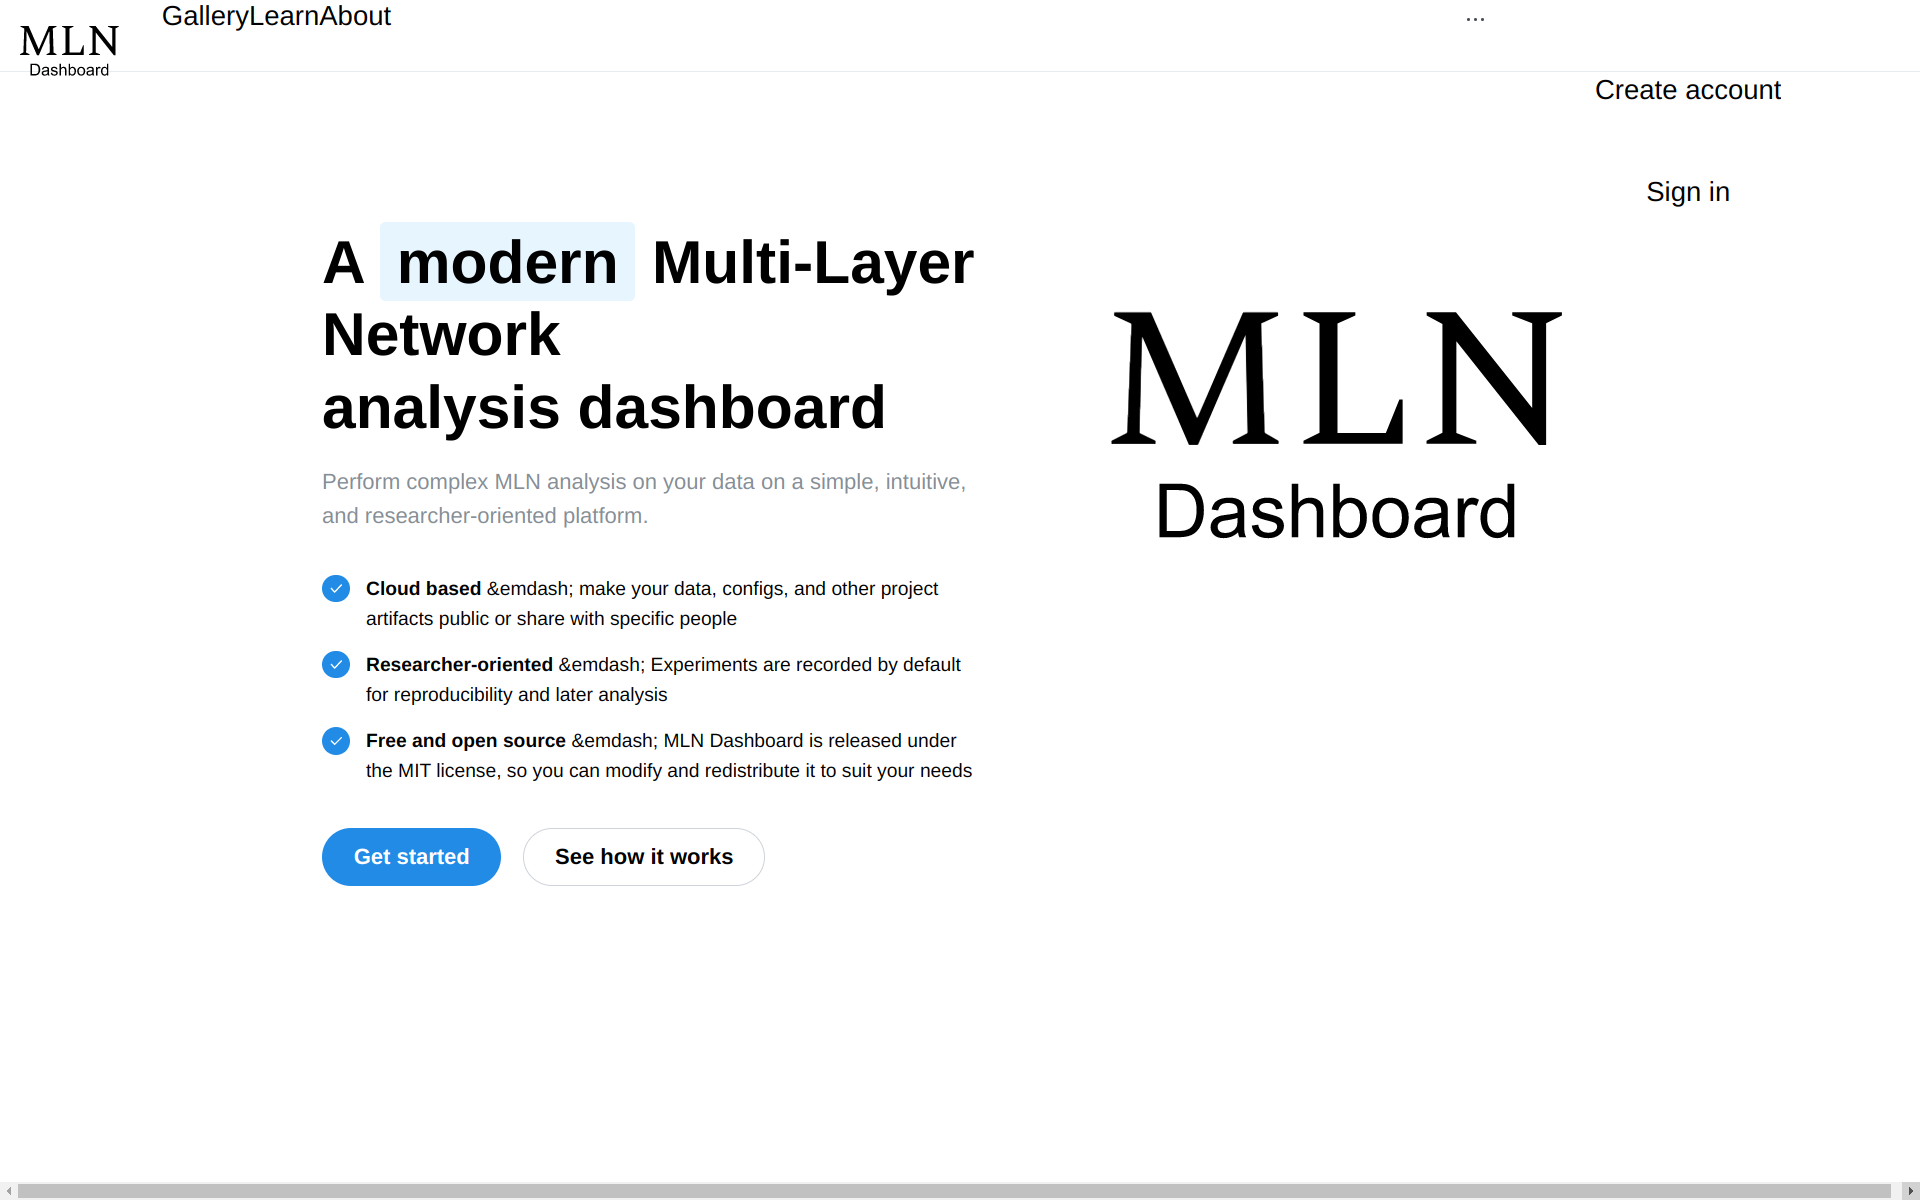 MLN
Dashboard
GalleryLearnAbout
...
Create account
Sign in
A modern Multi-Layer
Network
analysis dashboard
Perform complex MLN analysis on your data on a simple, intuitive,
and researcher-oriented platform.
Cloud based &emdash; make your data, configs, and other project
artifacts public or share with specific people
Researcher-oriented &emdash; Experiments are recorded by default
for reproducibility and later analysis
Free and open source &emdash; MLN Dashboard is released under
the MIT license, so you can modify and redistribute it to suit your needs
Get started
See how it works
MLN
Dashboard